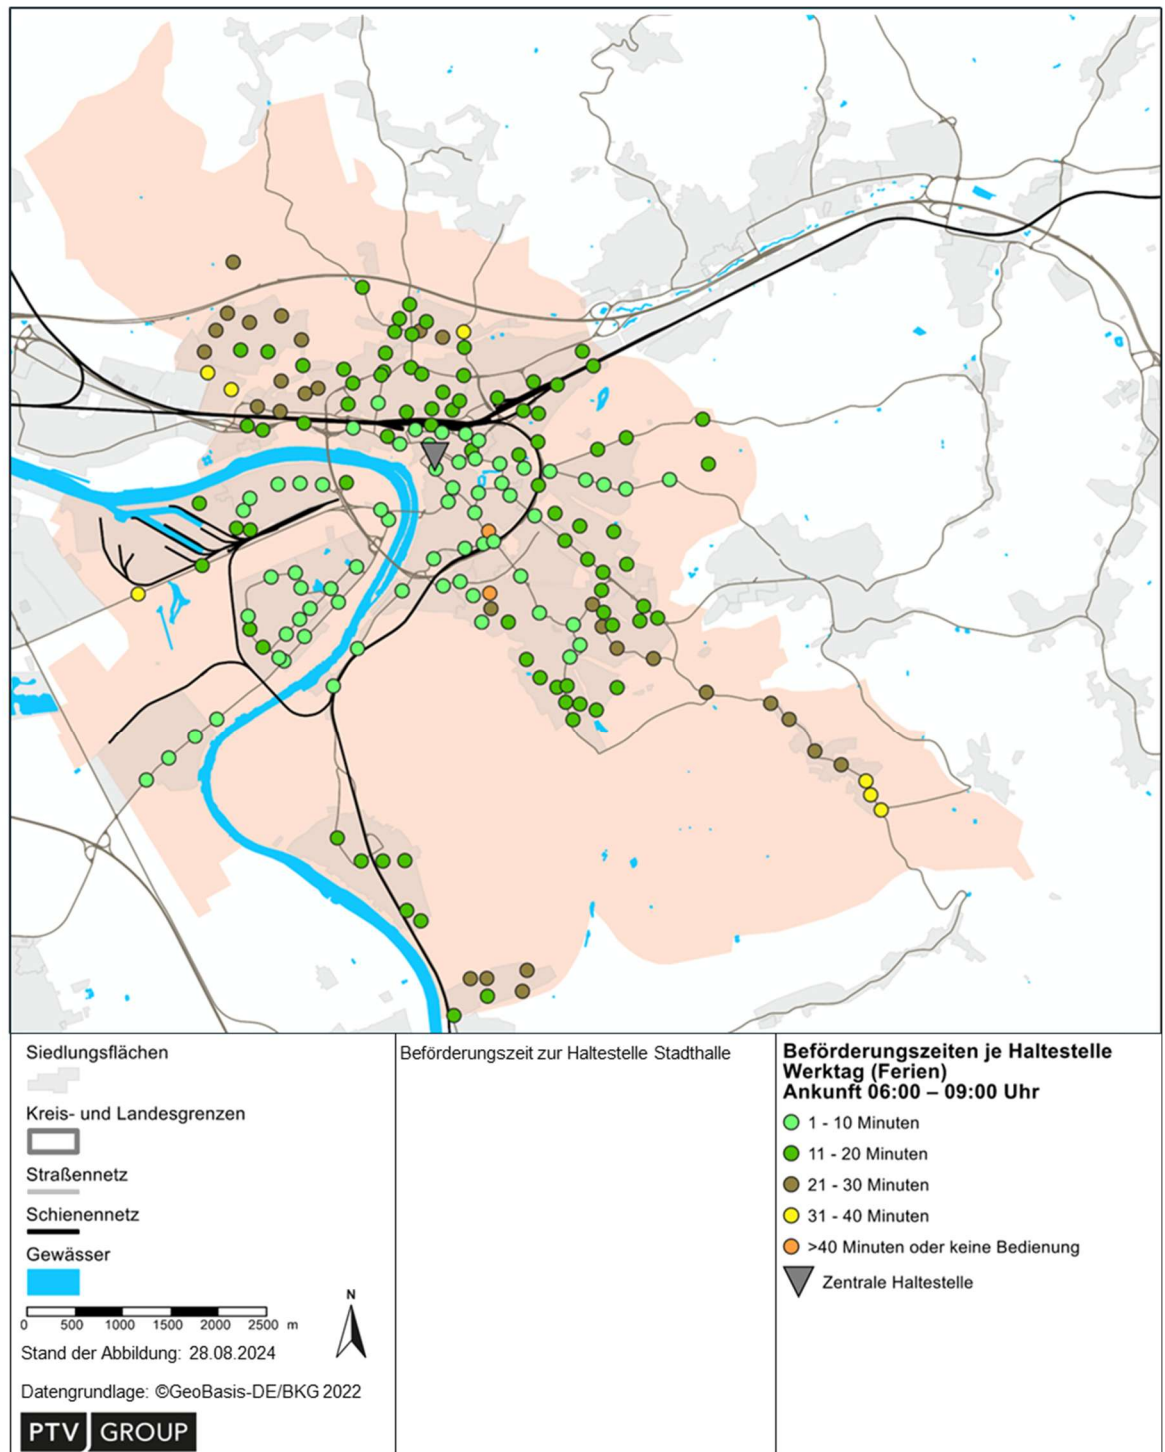 Siedlungsflächen
Kreis- und Landesgrenzen
Straßennetz
Schienennetz
Gewässer
0 500 1000 1500 2000 2500 m
N
Stand der Abbildung: 28.08.2024
Datengrundlage: ©GeoBasis-DE/BKG 2022
PTV GROUP
Beförderungszeit zur Haltestelle Stadthalle
Beförderungszeiten je Haltestelle
Werktag (Ferien)
Ankunft 06:00 – 09:00 Uhr
1 - 10 Minuten
11 - 20 Minuten
21 - 30 Minuten
31 - 40 Minuten
>40 Minuten oder keine Bedienung
Zentrale Haltestelle